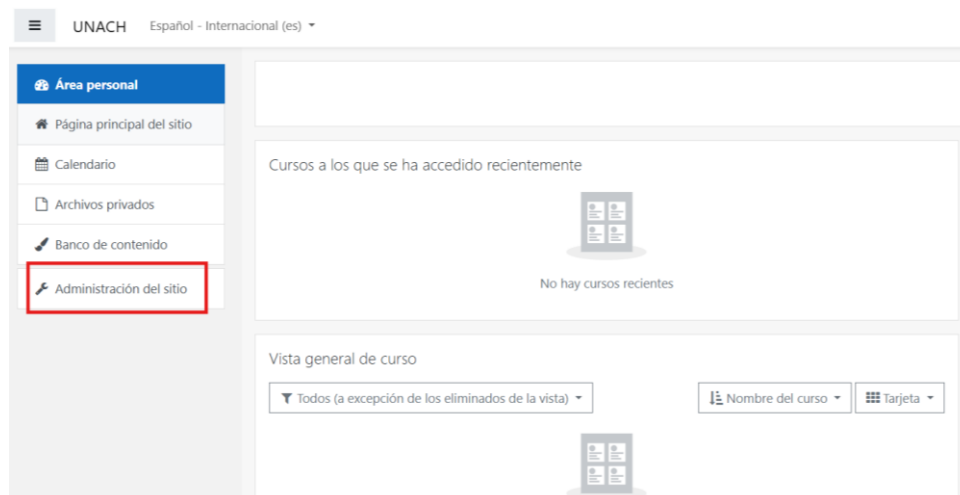 UNACH Español - Internacional (es)
Área personal
Página principal del sitio
Calendario
Archivos privados
Banco de contenido
Administración del sitio
Cursos a los que se ha accedido recientemente
No hay cursos recientes
Vista general de curso
Todos (a excepción de los eliminados de la vista) Nombre del curso Tarjeta